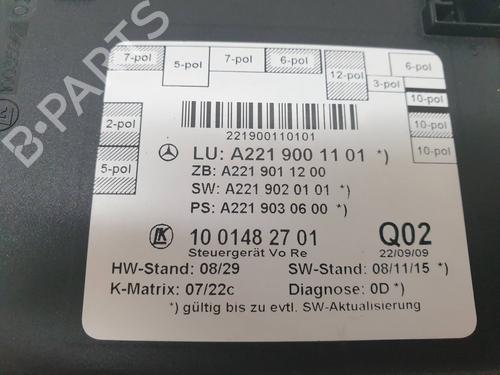 7-pol
5-pol
7-pol
6-pol
12-pol
3-pol
6-pol
10-pol
10-pol
10-pol
2-pol
5-pol
221900110101
LU: A221 900 11 01 *)
ZB: A221 901 12 00
SW: A221 902 01 01 *)
PS: A221 903 06 00 *)
LK 10 0148 27 01 Q02
Steuergerät Vo Re 22/09/09
HW-Stand: 08/29 SW-Stand: 08/11/15 *)
K-Matrix: 07/22c Diagnose: 0D *)
*) gültig bis zu evtl. SW-Aktualisierung
B-PARTS